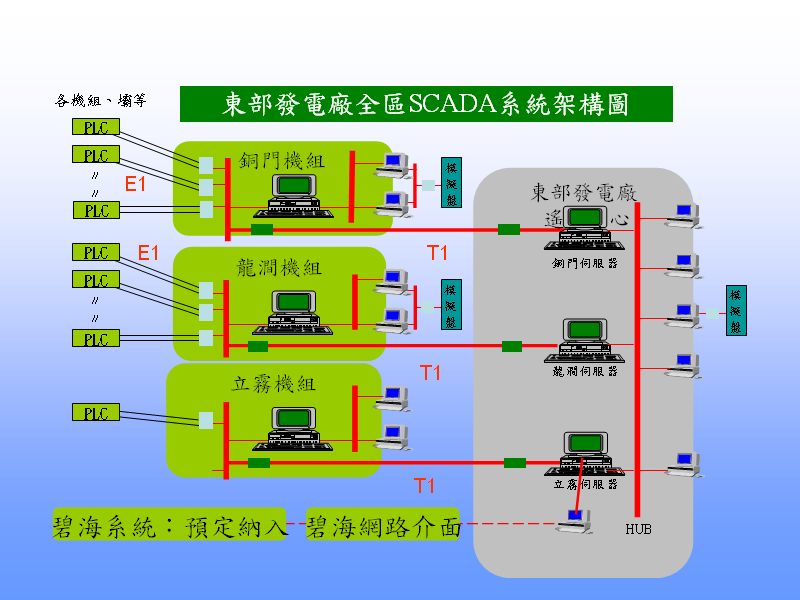 東部發電廠全區SCADA系統架構圖
各機組、壩等
PLC
PLC
〃
〃
PLC
E1
銅門機組
模擬盤
T1
PLC
PLC
〃
〃
PLC
E1
龍澗機組
模擬盤
T1
PLC
立霧機組
T1
東部發電廠
遙 心
銅門伺服器
龍澗伺服器
立霧伺服器
模擬盤
HUB
碧海系統：預定納入
碧海網路介面